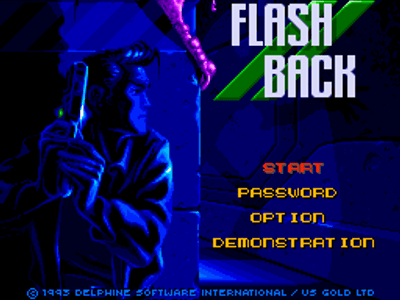 FLASH
BACK
START
PASSWORD
OPTION
DEMONSTRATION
© 1993 DELPHINE SOFTWARE INTERNATIONAL / US GOLD LTD